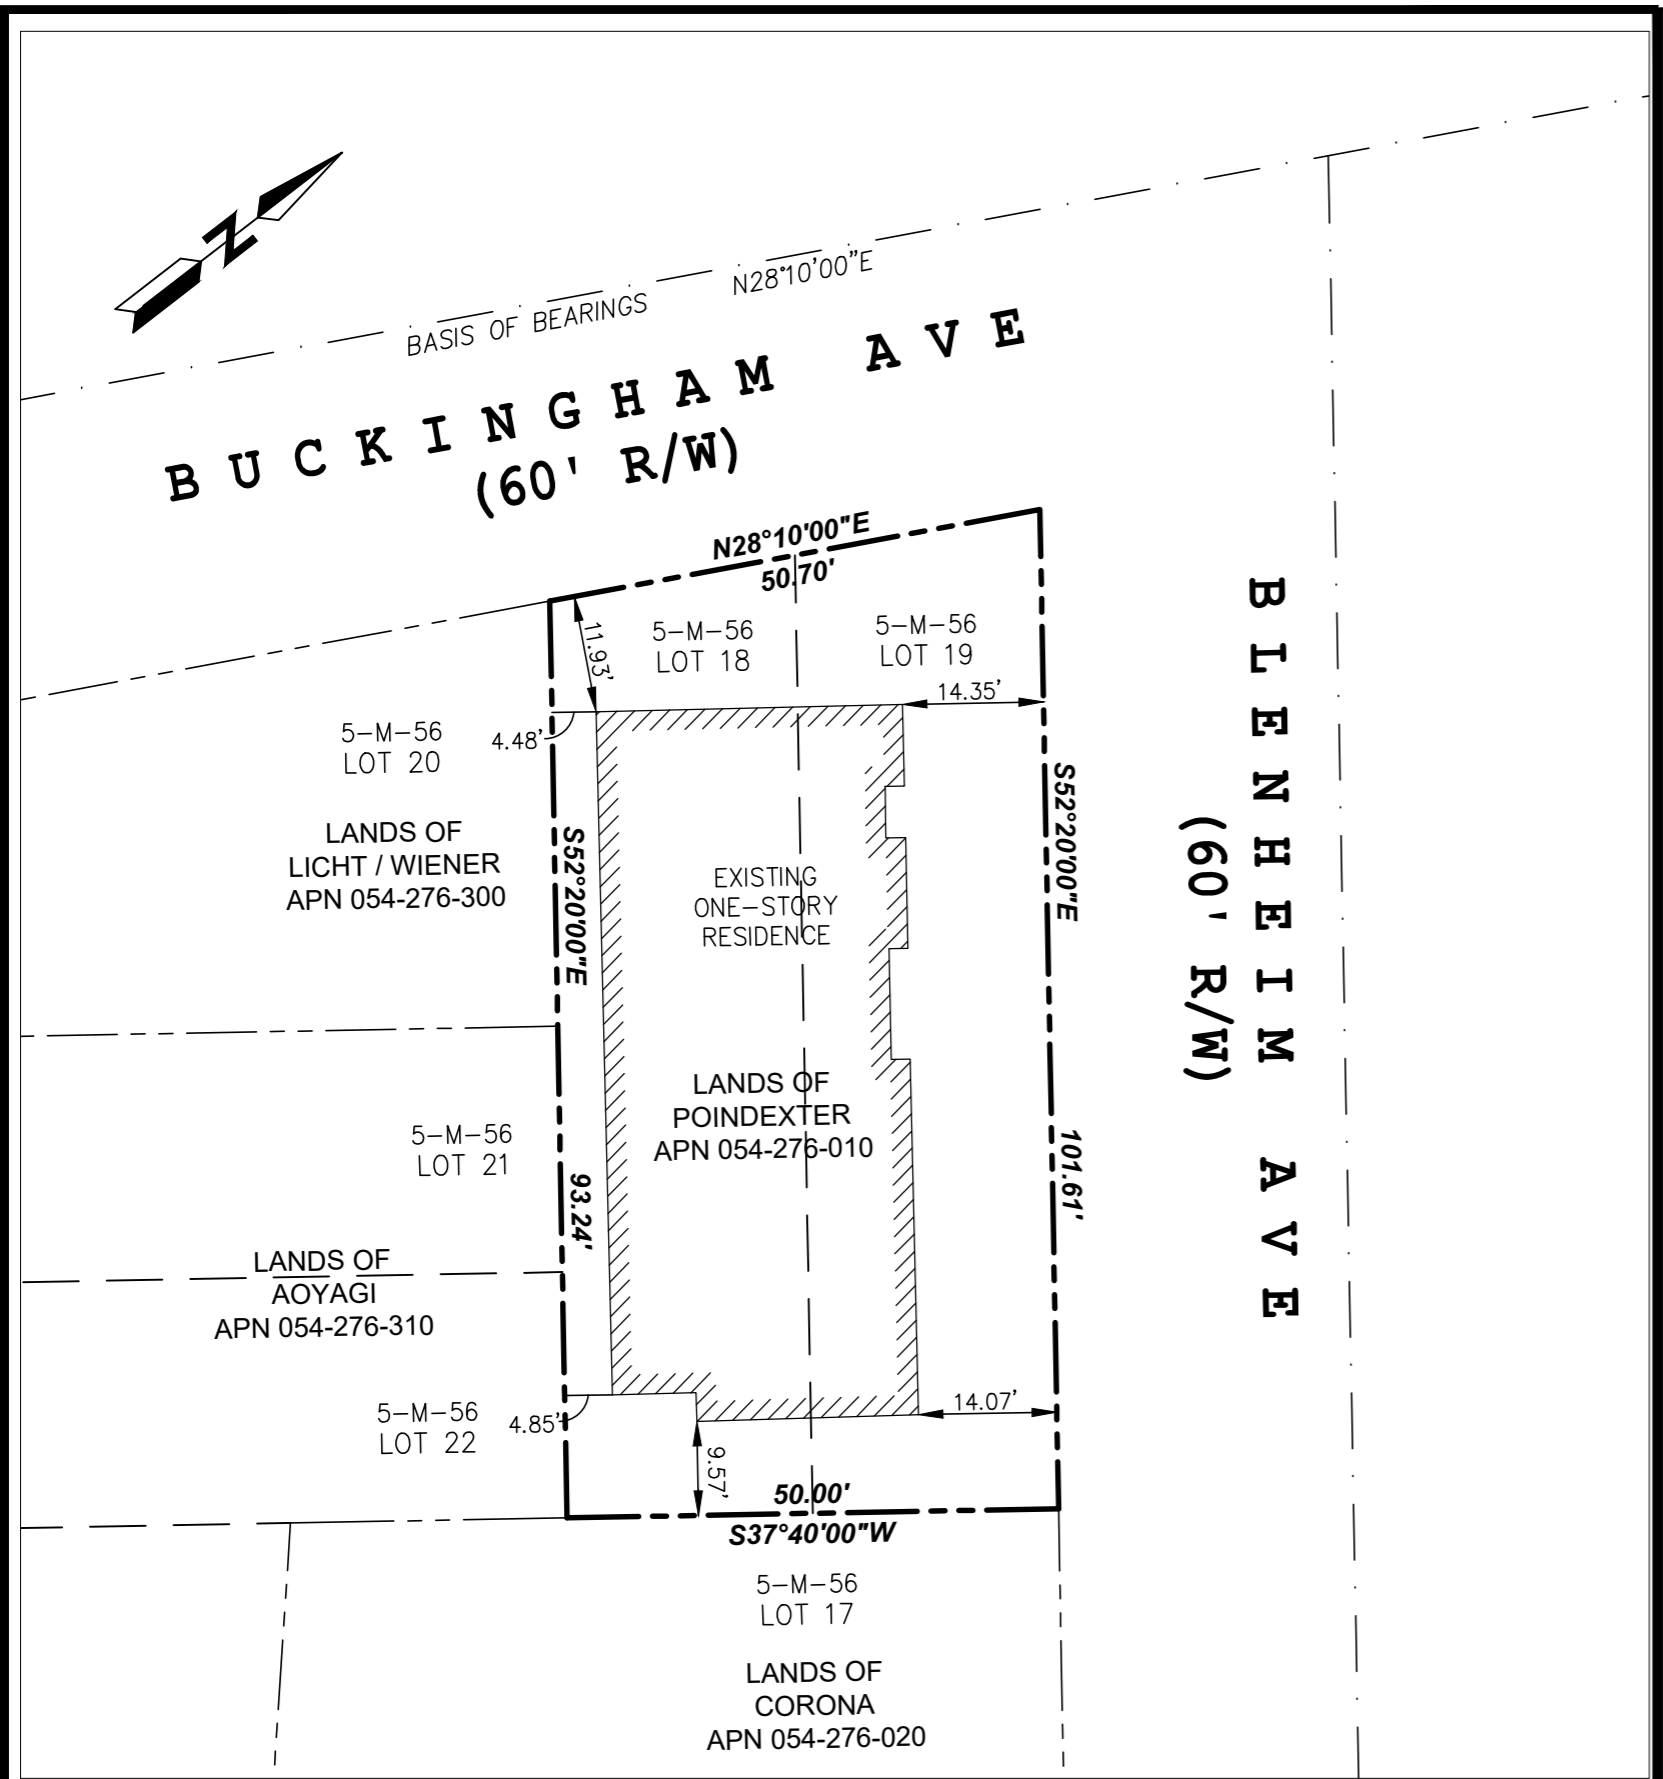 N
BASIS OF BEARINGS N28°10'00"E
BUCKINGHAM AVE
(60' R/W)
N28°10'00"E
50.70'
11.93'
5-M-56
LOT 18
5-M-56
LOT 19
14.35'
5-M-56
LOT 20
4.48'
LANDS OF
LICHT / WIENER
APN 054-276-300
S52°20'00"E
EXISTING
ONE-STORY
RESIDENCE
S52°20'00"E
BLENHEIM AVE
(60' R/W)
LANDS OF
POINDEXTER
APN 054-276-010
5-M-56
LOT 21
93.24'
101.61'
LANDS OF
AOYAGI
APN 054-276-310
5-M-56
LOT 22
4.85'
14.07'
9.57'
50.00'
S37°40'00"W
5-M-56
LOT 17
LANDS OF
CORONA
APN 054-276-020